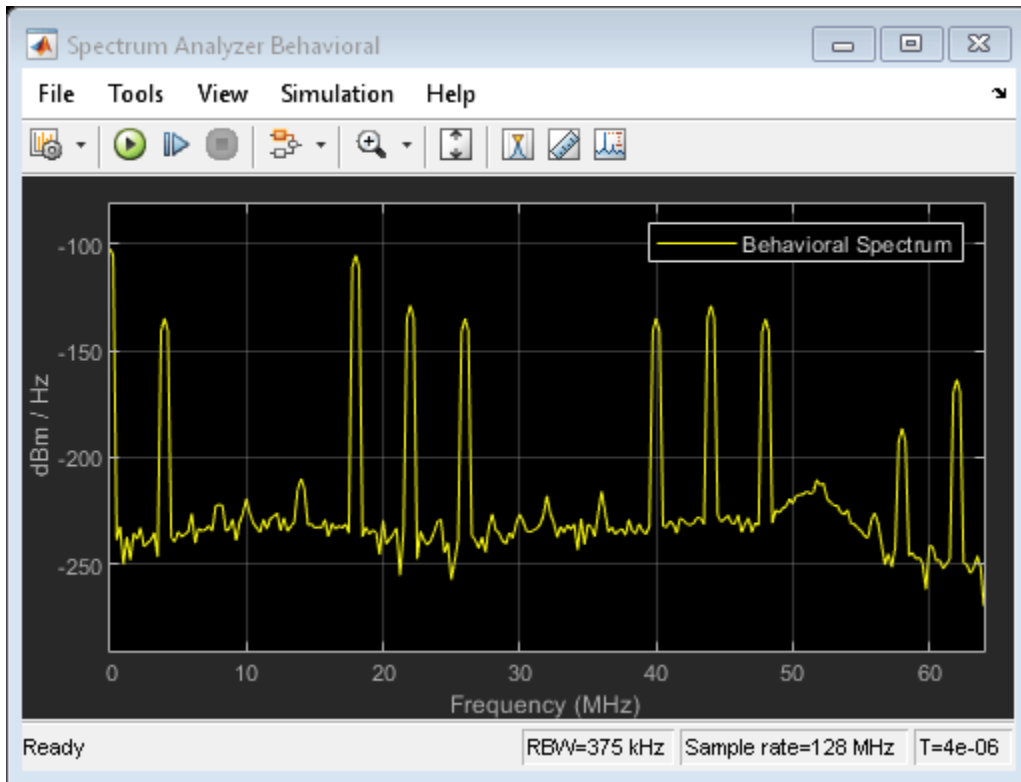 Spectrum Analyzer Behavioral
File Tools View Simulation Help
Behavioral Spectrum
-100
-150
-200
-250
dBm / Hz
0 10 20 30 40 50 60
Frequency (MHz)
Ready RBW=375 kHz Sample rate=128 MHz T=4e-06